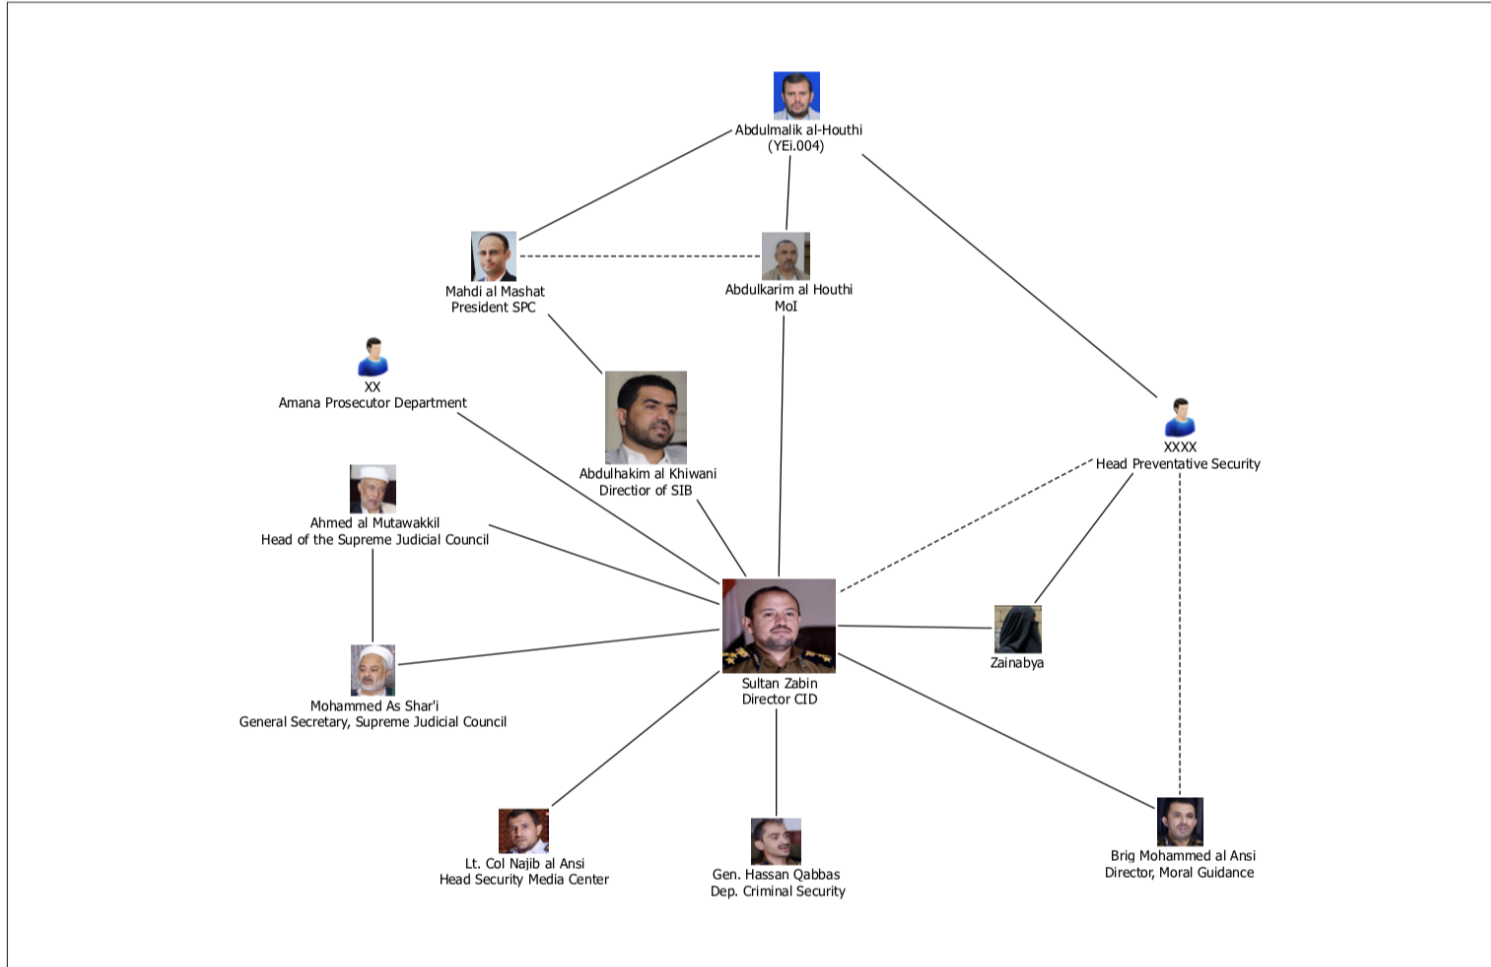 Abdulmalik al-Houthi
(YEi.004)
Mahdi al Mashat
President SPC
Abdulkarim al Houthi
MoI
XX
Amana Prosecutor Department
Abdulhakim al Khiwani
Directior of SIB
XXXX
Head Preventative Security
Ahmed al Mutawakkil
Head of the Supreme Judicial Council
Zainabya
Sultan Zabin
Director CID
Mohammed As Shar'i
General Secretary, Supreme Judicial Council
Lt. Col Najib al Ansi
Head Security Media Center
Gen. Hassan Qabbas
Dep. Criminal Security
Brig Mohammed al Ansi
Director, Moral Guidance